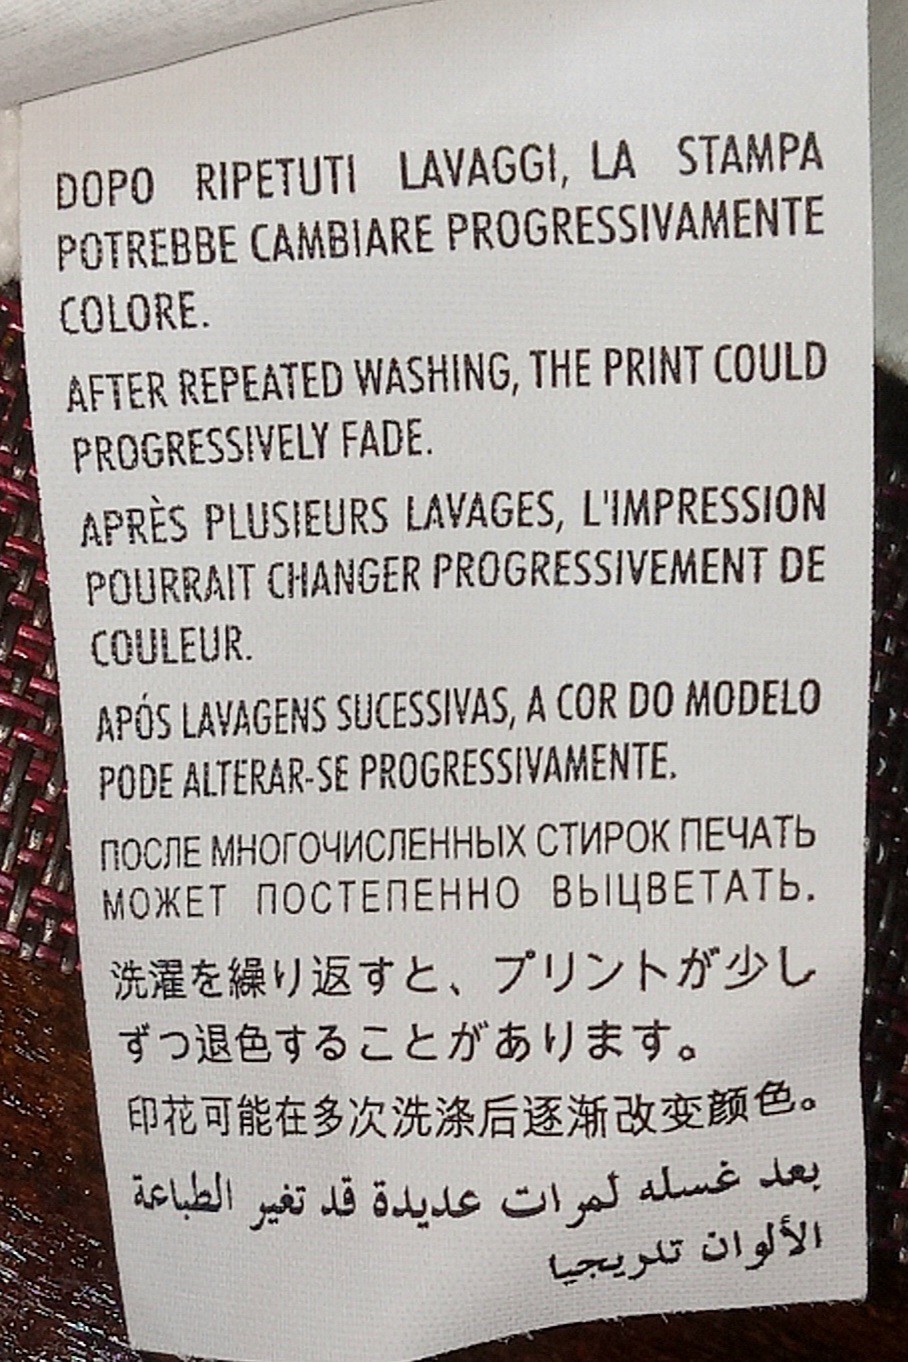 DOPO RIPETUTI LAVAGGI, LA STAMPA
POTREBBE CAMBIARE PROGRESSIVAMENTE
COLORE.
AFTER REPEATED WASHING, THE PRINT COULD
PROGRESSIVELY FADE.
APRÈS PLUSIEURS LAVAGES, L'IMPRESSION
POURRAIT CHANGER PROGRESSIVEMENT DE
COULEUR.
APÓS LAVAGENS SUCESSIVAS, A COR DO MODELO
PODE ALTERAR-SE PROGRESSIVAMENTE.
ПОСЛЕ МНОГОЧИСЛЕННЫХ СТИРОК ПЕЧАТЬ
МОЖЕТ ПОСТЕПЕННО ВЫЦВЕТАТЬ.
洗濯を繰り返すと、プリントが少し
ずつ退色することがあります。
印花可能在多次洗涤后逐渐改变颜色。
بعد غسله لمرات عديدة قد تغير الطباعة
الألوان تدريجيا